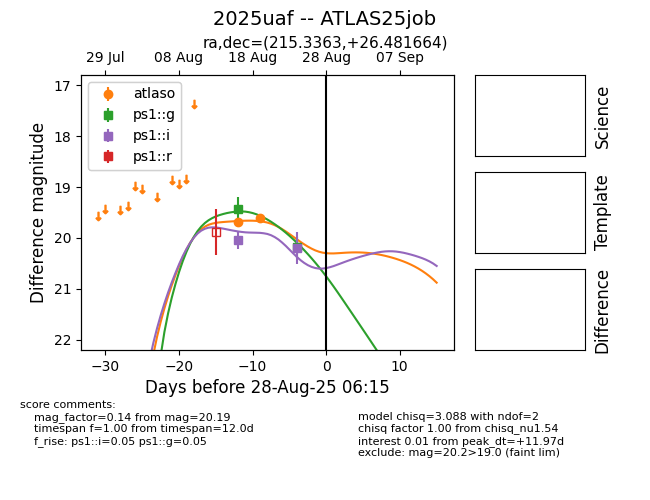 2025uaf -- ATLAS25job
ra,dec=(215.3363,+26.481664)
29 Jul
08 Aug
18 Aug
28 Aug
07 Sep
atlaso
ps1::g
ps1::i
ps1::r
17
18
19
20
21
22
Difference magnitude
−30
−20
−10
0
10
Days before 28-Aug-25 06:15
Science
Template
Difference
score comments:
mag_factor=0.14 from mag=20.19
timespan f=1.00 from timespan=12.0d
f_rise: ps1::i=0.05 ps1::g=0.05
model chisq=3.088 with ndof=2
chisq factor 1.00 from chisq_nu1.54
interest 0.01 from peak_dt=+11.97d
exclude: mag=20.2>19.0 (faint lim)